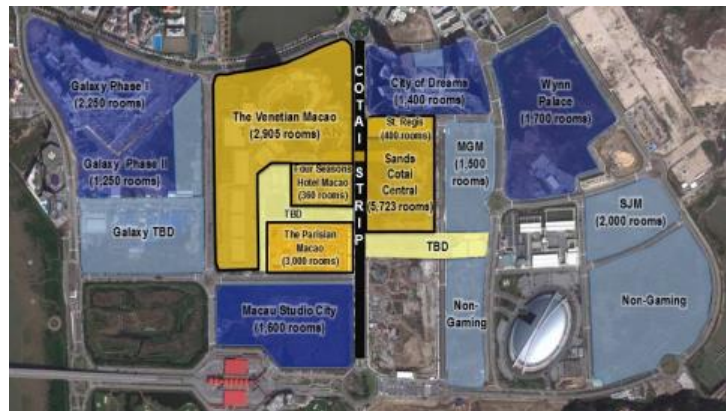 Galaxy Phase I
(2,250 rooms)
Galaxy Phase II
(1,250 rooms)
Galaxy TBD
The Venetian Macao
(2,905 rooms)
Four Seasons
Hotel Macao
(360 rooms)
TBD
The Parisian
Macao
(3,000 rooms)
Macau Studio City
(1,600 rooms)
COTAI STRIP
City of Dreams
(1,400 rooms)
St. Regis
(400 rooms)
Sands
Cotai
Central
(5,723 rooms)
TBD
MGM
(1,500
rooms)
Non-
Gaming
Wynn
Palace
(1,700 rooms)
SJM
(2,000 rooms)
Non-Gaming